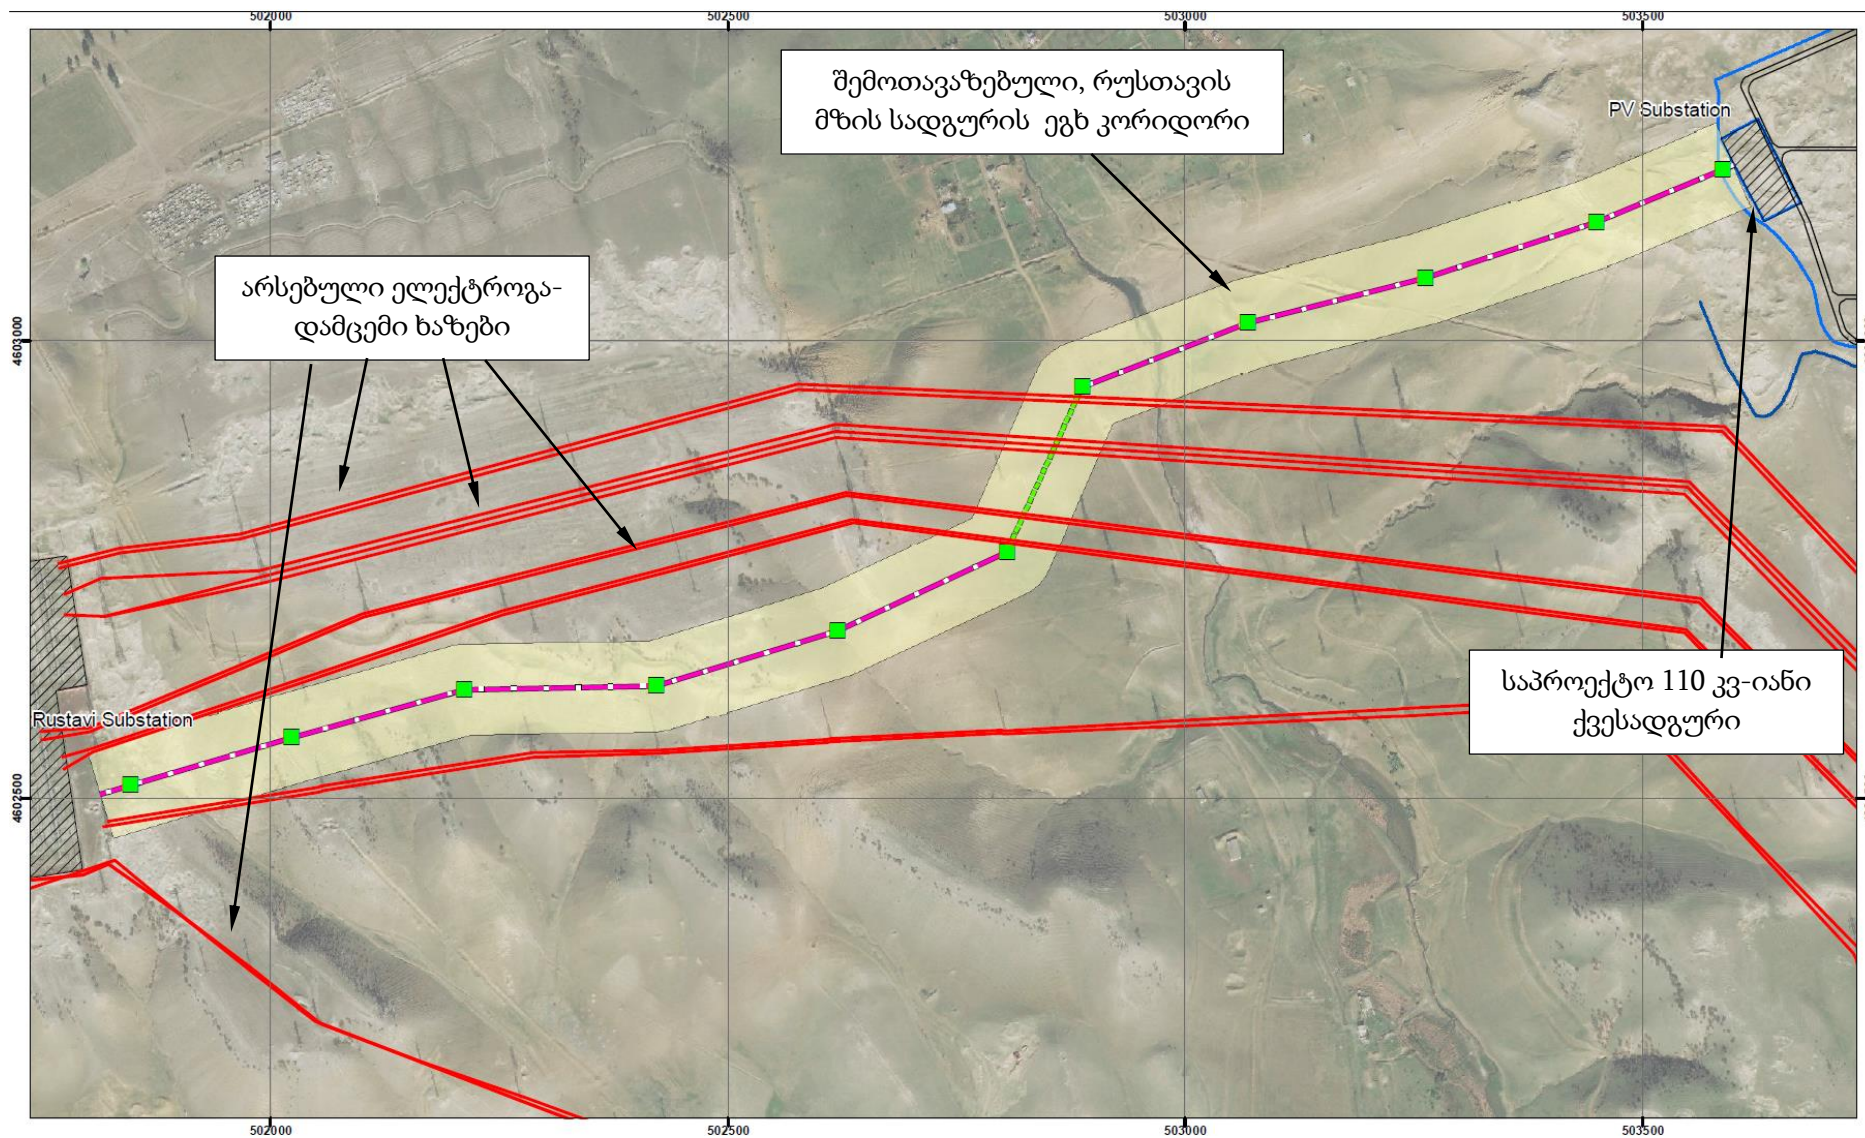 502000
502500
503000
503500
შემოთავაზებული, რუსთავის
მზის სადგურის ეგხ კორიდორი
PV Substation
არსებული ელექტროგა-
დამცემი ხაზები
4603000
საპროექტო 110 კვ-იანი
ქვესადგური
Rustavi Substation
4602500
502000
502500
503000
503500